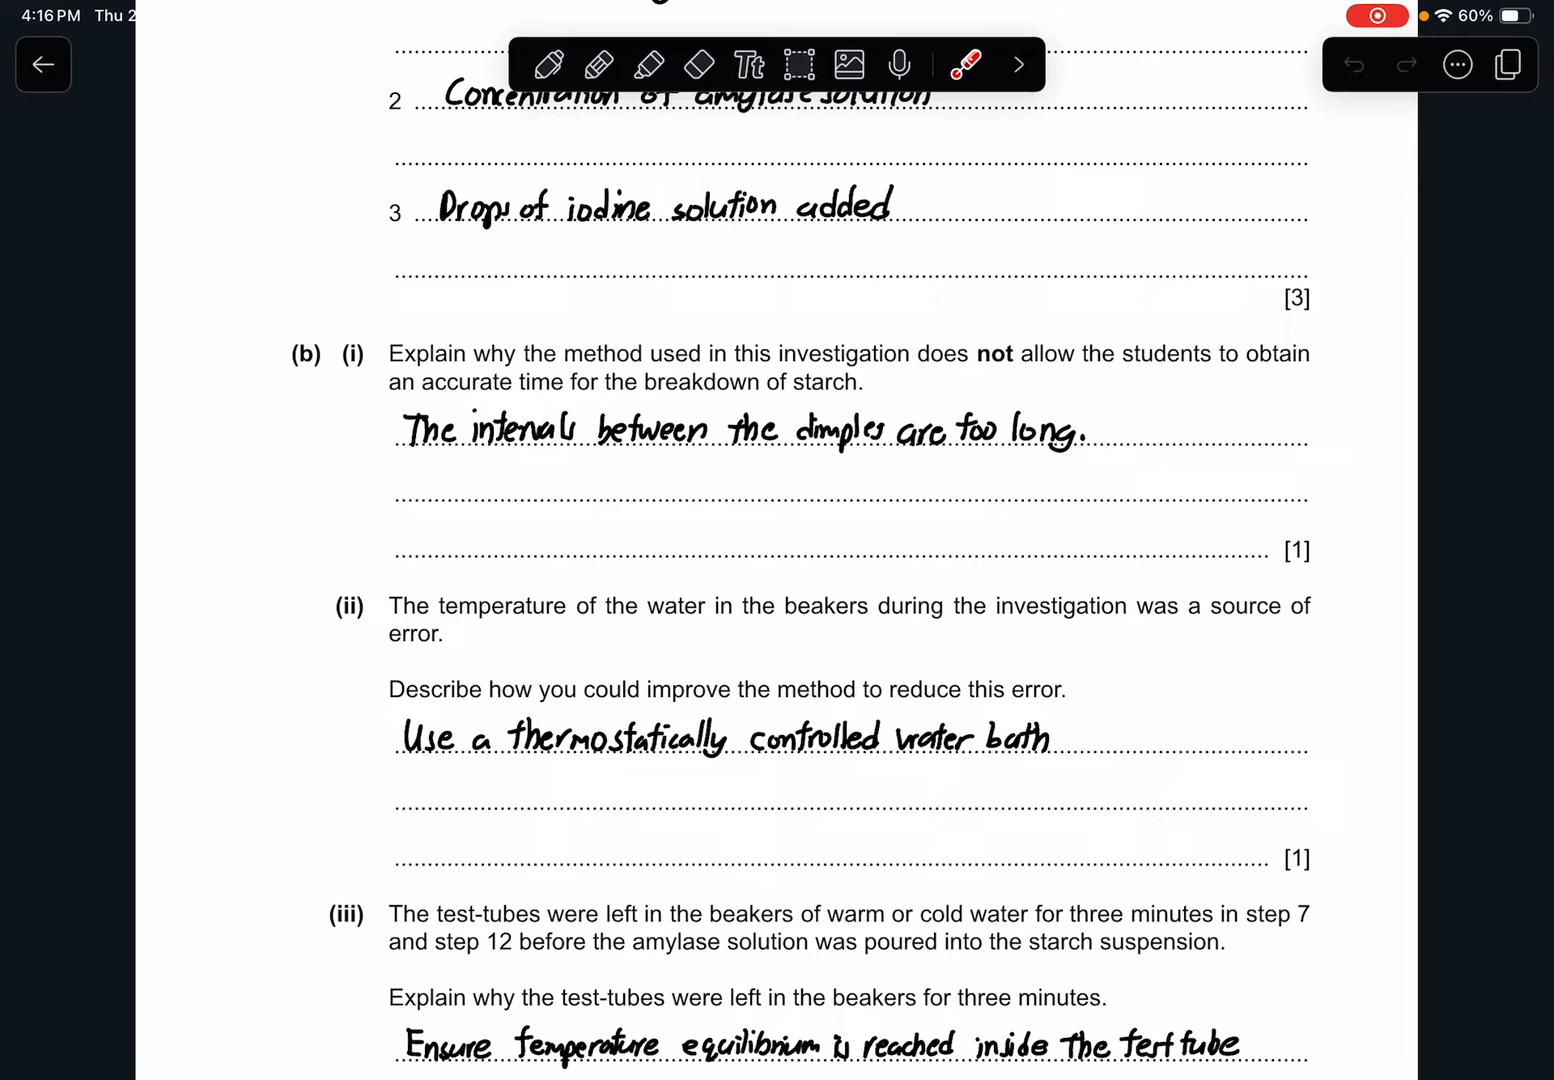 4:16 PM Thu 2
60%
Tt
2 Concentration of amylase solution
3 Drops of iodine solution added
[3]
(b) (i) Explain why the method used in this investigation does not allow the students to obtain
an accurate time for the breakdown of starch.
The intervals between the dimples are too long.
[1]
(ii) The temperature of the water in the beakers during the investigation was a source of
error.
Describe how you could improve the method to reduce this error.
Use a thermostatically controlled water bath
[1]
(iii) The test-tubes were left in the beakers of warm or cold water for three minutes in step 7
and step 12 before the amylase solution was poured into the starch suspension.
Explain why the test-tubes were left in the beakers for three minutes.
Ensure temperature equilibrium is reached inside the test tube